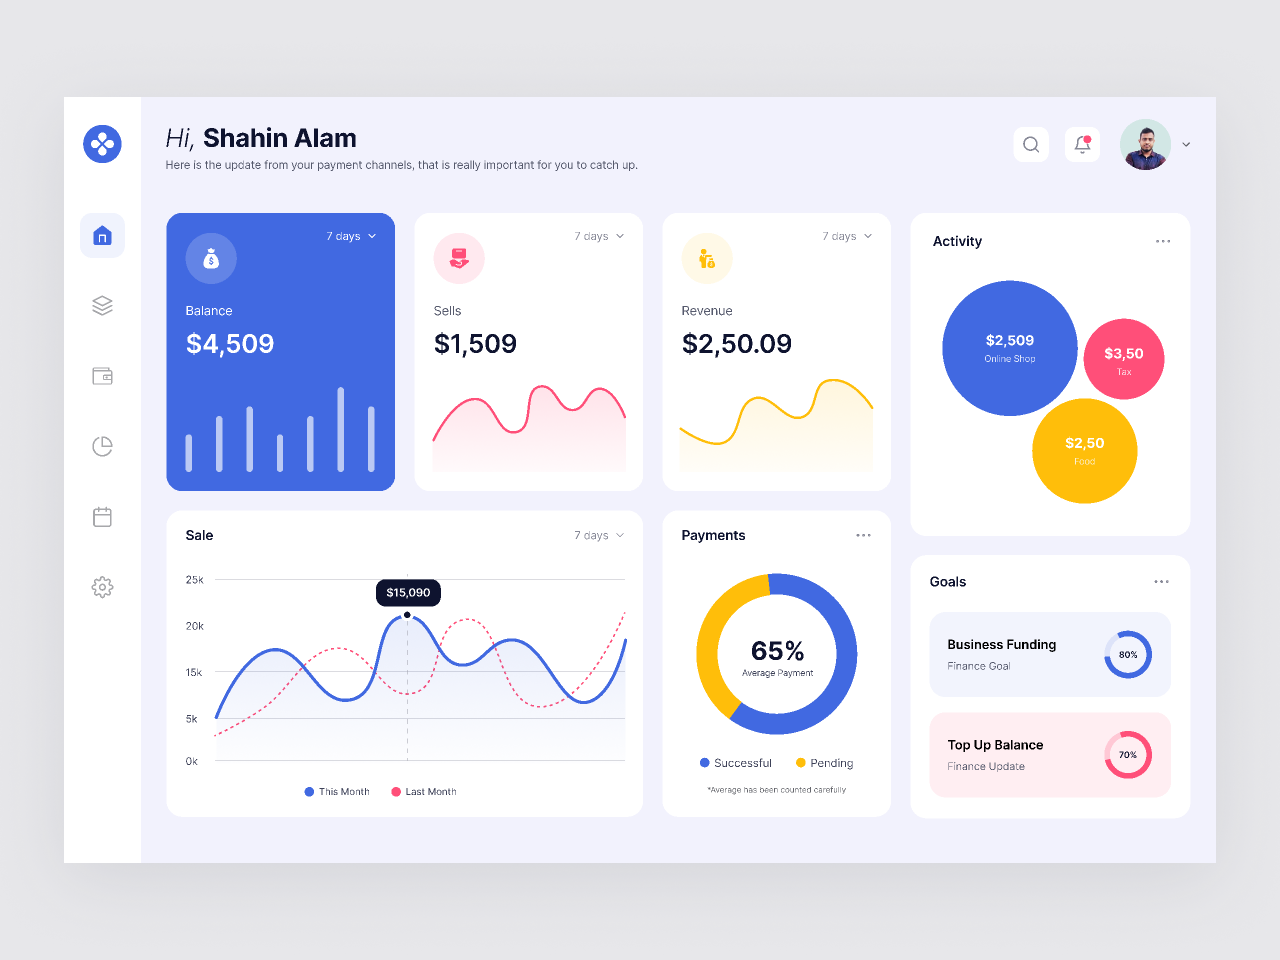 Hi, Shahin Alam
Here is the update from your payment channels, that is really important for you to catch up.
7 days
$
Balance
$4,509
7 days
Sells
$1,509
7 days
Revenue
$2,50.09
Activity
$2,509
Online Shop
$3,50
Tax
$2,50
Food
Sale
7 days
25k
20k
15k
5k
0k
$15,090
This Month
Last Month
Payments
65%
Average Payment
Successful
Pending
*Average has been counted carefully
Goals
Business Funding
Finance Goal
80%
Top Up Balance
Finance Update
70%